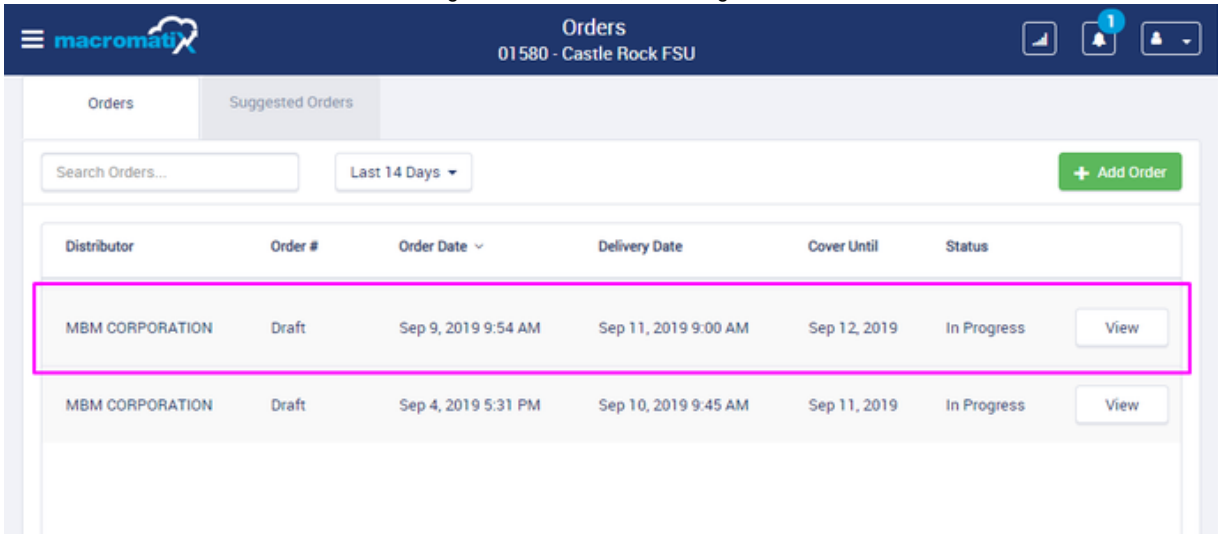 Orders
macromatix
01580 - Castle Rock FSU
1
Orders Suggested Orders
Search Orders... Last 14 Days + Add Order
Distributor Order # Order Date Delivery Date Cover Until Status
MBM CORPORATION Draft Sep 9, 2019 9:54 AM Sep 11, 2019 9:00 AM Sep 12, 2019 In Progress View
MBM CORPORATION Draft Sep 4, 2019 5:31 PM Sep 10, 2019 9:45 AM Sep 11, 2019 In Progress View